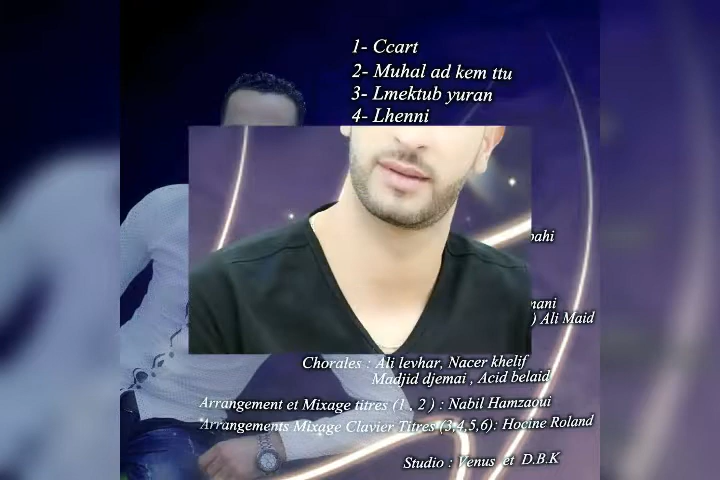 1- Ccart
2- Muhal ad kem ttu
3- Lmektub yuran
4- Lhenni
) Ali Maid
Chorales : Ali levhar, Nacer khelif
Madjid djemai , Acid belaid
Arrangement et Mixage titres (1 , 2 ) : Nabil Hamzaoui
Arrangements Mixage Clavier Titres (3,4,5,6): Hocine Roland
Studio : Venus et D.B.K